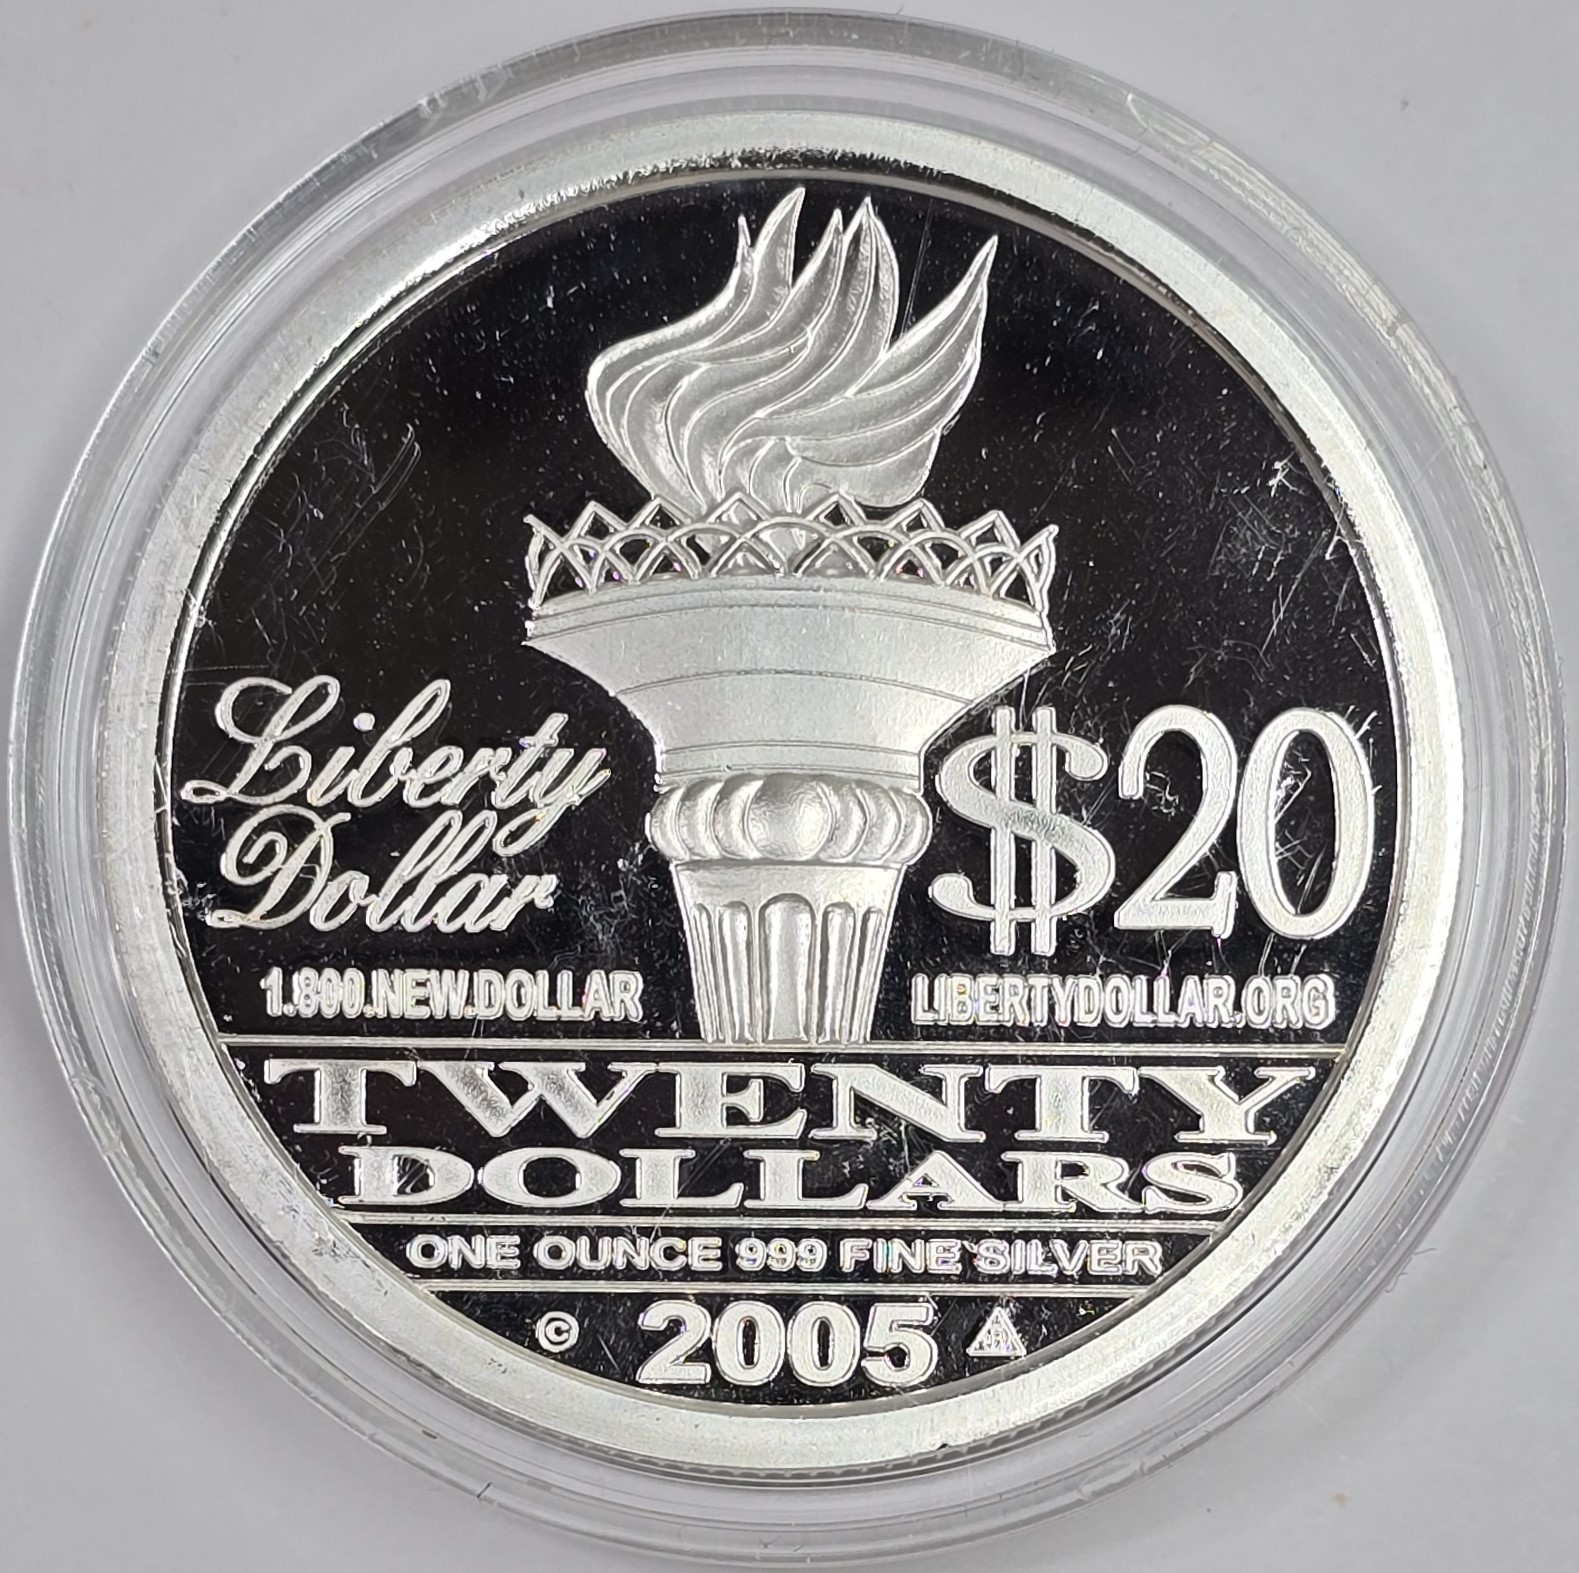 Liberty
Dollar
$20
1.800.NEW.DOLLAR
LIBERTYDOLLAR.ORG
TWENTY
DOLLARS
ONE OUNCE 999 FINE SILVER
© 2005